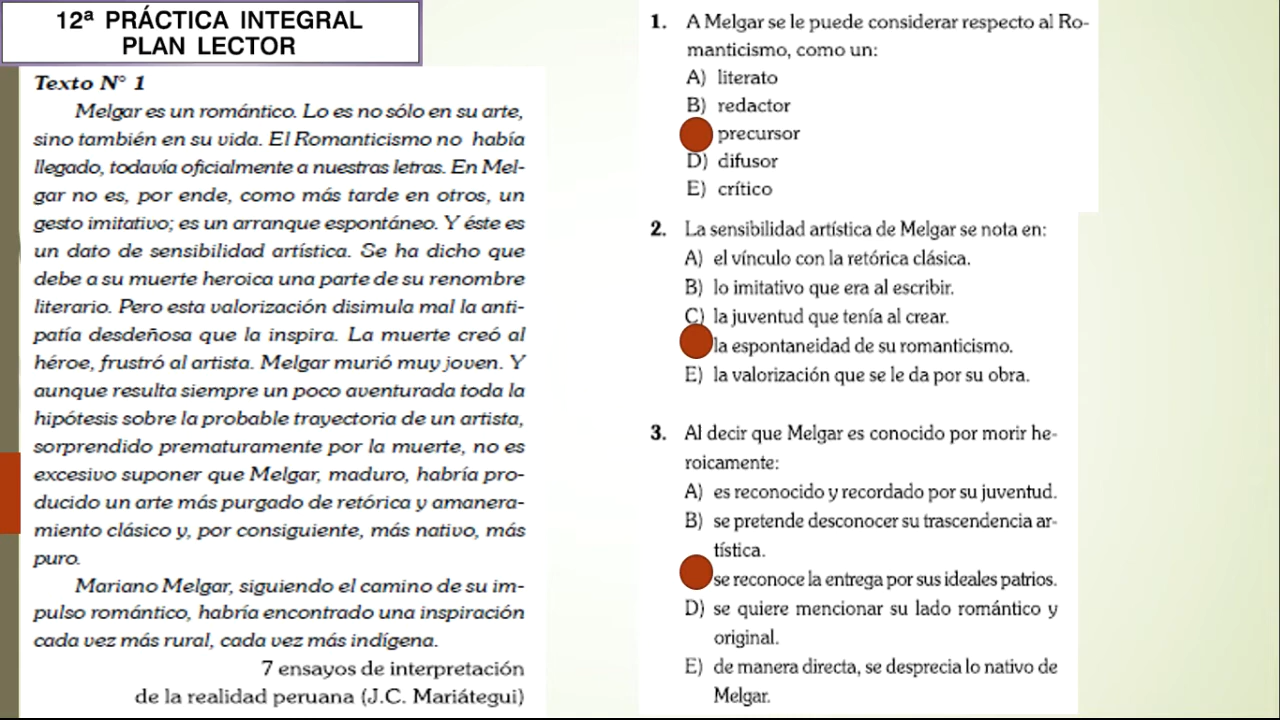 12ª PRÁCTICA INTEGRAL
PLAN LECTOR
Texto N° 1
Melgar es un romántico. Lo es no sólo en su arte,
sino también en su vida. El Romanticismo no había
llegado, todavía oficialmente a nuestras letras. En Mel-
gar no es, por ende, como más tarde en otros, un
gesto imitativo; es un arranque espontáneo. Y éste es
un dato de sensibilidad artística. Se ha dicho que
debe a su muerte heroica una parte de su renombre
literario. Pero esta valorización disimula mal la anti-
patía desdeñosa que la inspira. La muerte creó al
héroe, frustró al artista. Melgar murió muy joven. Y
aunque resulta siempre un poco aventurada toda la
hipótesis sobre la probable trayectoria de un artista,
sorprendido prematuramente por la muerte, no es
excesivo suponer que Melgar, maduro, habría pro-
ducido un arte más purgado de retórica y amanera-
miento clásico y, por consiguiente, más nativo, más
puro.
Mariano Melgar, siguiendo el camino de su im-
pulso romántico, habría encontrado una inspiración
cada vez más rural, cada vez más indígena.
7 ensayos de interpretación
de la realidad peruana (J.C. Mariátegui)
1. A Melgar se le puede considerar respecto al Ro-
manticismo, como un:
A) literato
B) redactor
precursor
D) difusor
E) crítico
2. La sensibilidad artística de Melgar se nota en:
A) el vínculo con la retórica clásica.
B) lo imitativo que era al escribir.
C) la juventud que tenía al crear.
la espontaneidad de su romanticismo.
E) la valorización que se le da por su obra.
3. Al decir que Melgar es conocido por morir he-
roicamente:
A) es reconocido y recordado por su juventud.
B) se pretende desconocer su trascendencia ar-
tística.
se reconoce la entrega por sus ideales patrios.
D) se quiere mencionar su lado romántico y
original.
E) de manera directa, se desprecia lo nativo de
Melgar.